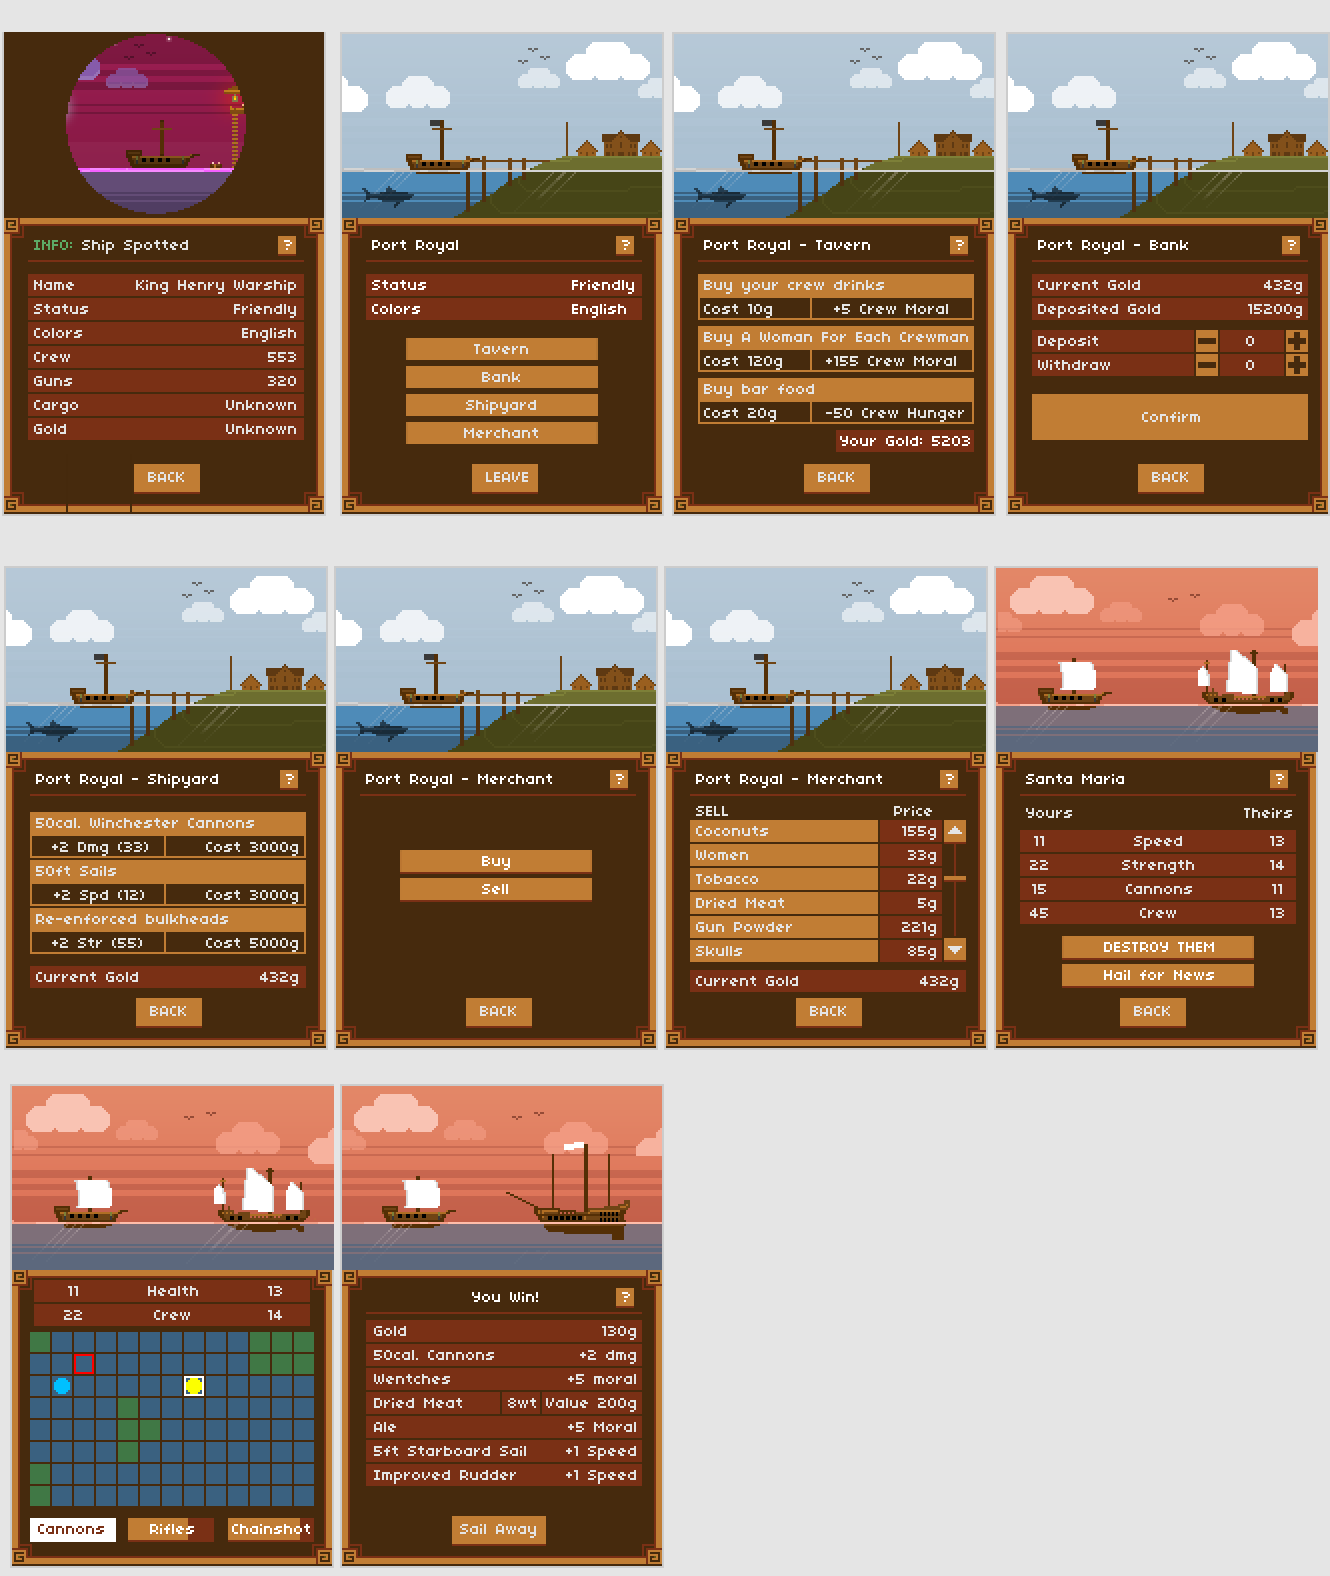 INFO: Ship Spotted ?
Name King Henry Warship
Status Friendly
Colors English
Crew 553
Guns 320
Cargo Unknown
Gold Unknown
BACK
Port Royal ?
Status Friendly
Colors English
Tavern
Bank
Shipyard
Merchant
LEAVE
Port Royal - Tavern ?
Buy your crew drinks
Cost 10g +5 Crew Moral
Buy A Woman For Each Crewman
Cost 120g +155 Crew Moral
Buy bar food
Cost 20g -50 Crew Hunger
Your Gold: 5203
BACK
Port Royal - Bank ?
Current Gold 432g
Deposited Gold 15200g
Deposit - 0 +
Withdraw - 0 +
Confirm
BACK
Port Royal - Shipyard ?
50cal. Winchester Cannons
+2 Dmg (33) Cost 3000g
50ft Sails
+2 Spd (12) Cost 3000g
Re-enforced bulkheads
+2 Str (55) Cost 5000g
Current Gold 432g
BACK
Port Royal - Merchant ?
Buy
Sell
BACK
Port Royal - Merchant ?
SELL Price
Coconuts 155g
Women 33g
Tobacco 22g
Dried Meat 5g
Gun Powder 221g
Skulls 85g
Current Gold 432g
BACK
Santa Maria ?
Yours Theirs
11 Speed 13
22 Strength 14
15 Cannons 11
45 Crew 13
DESTROY THEM
Hail for News
BACK
11 Health 13
22 Crew 14
Cannons Rifles Chainshot
You Win! ?
Gold 130g
50cal. Cannons +2 dmg
Wentches +5 moral
Dried Meat 8wt Value 200g
Ale +5 Moral
5ft Starboard Sail +1 Speed
Improved Rudder +1 Speed
Sail Away